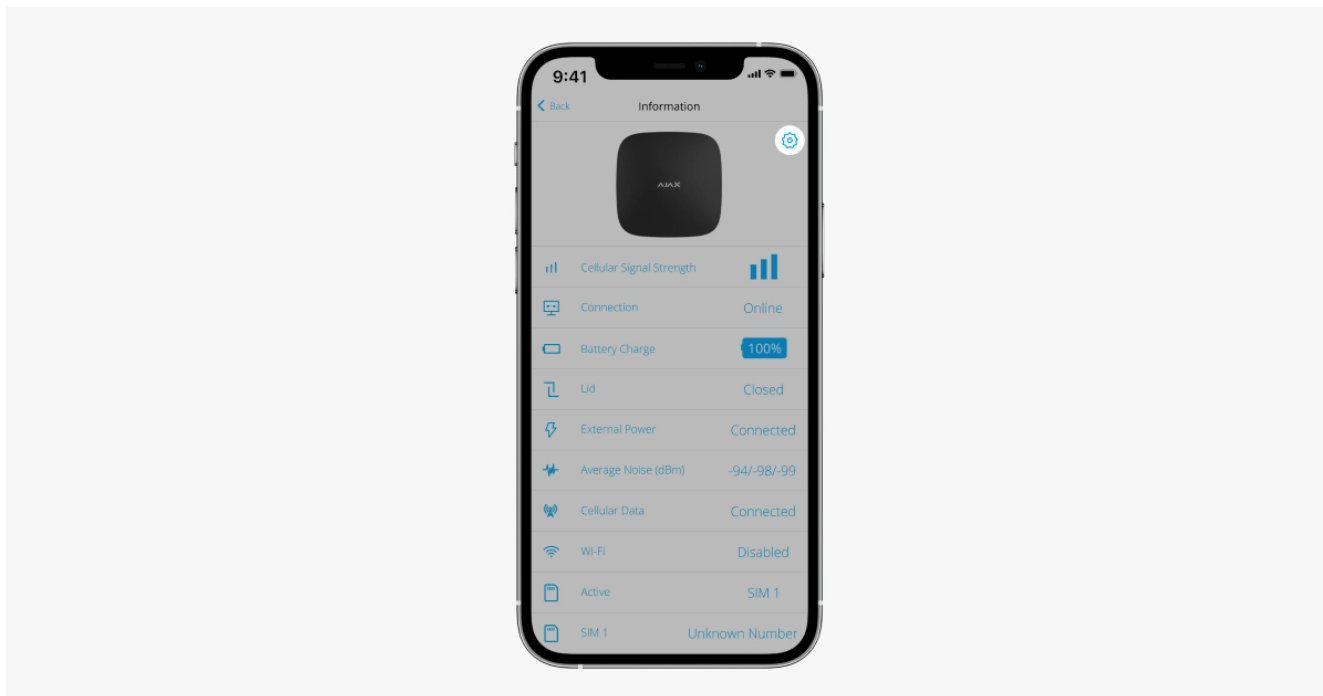 9:41
Back
Information
AJAX
Cellular Signal Strength
Connection Online
Battery Charge 100%
Lid Closed
External Power Connected
Average Noise (dBm) -94/-98/-99
Cellular Data Connected
Wi-Fi Disabled
Active SIM 1
SIM 1 Unknown Number